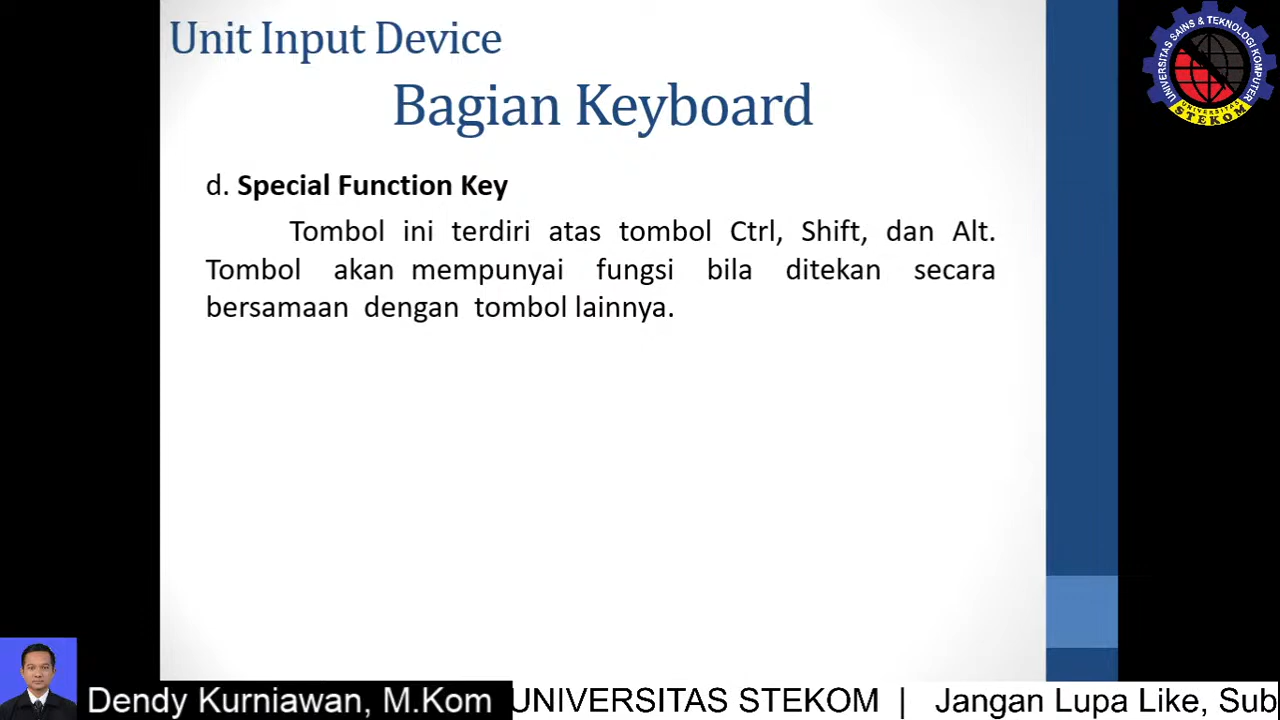 Unit Input Device
Bagian Keyboard
d. Special Function Key
Tombol ini terdiri atas tombol Ctrl, Shift, dan Alt.
Tombol akan mempunyai fungsi bila ditekan secara
bersamaan dengan tombol lainnya.
UNIVERSITAS SAINS & TEKNOLOGI KOMPUTER
UNIVERSITAS
STEKOM
Dendy Kurniawan, M.Kom
UNIVERSITAS STEKOM | Jangan Lupa Like, Sub